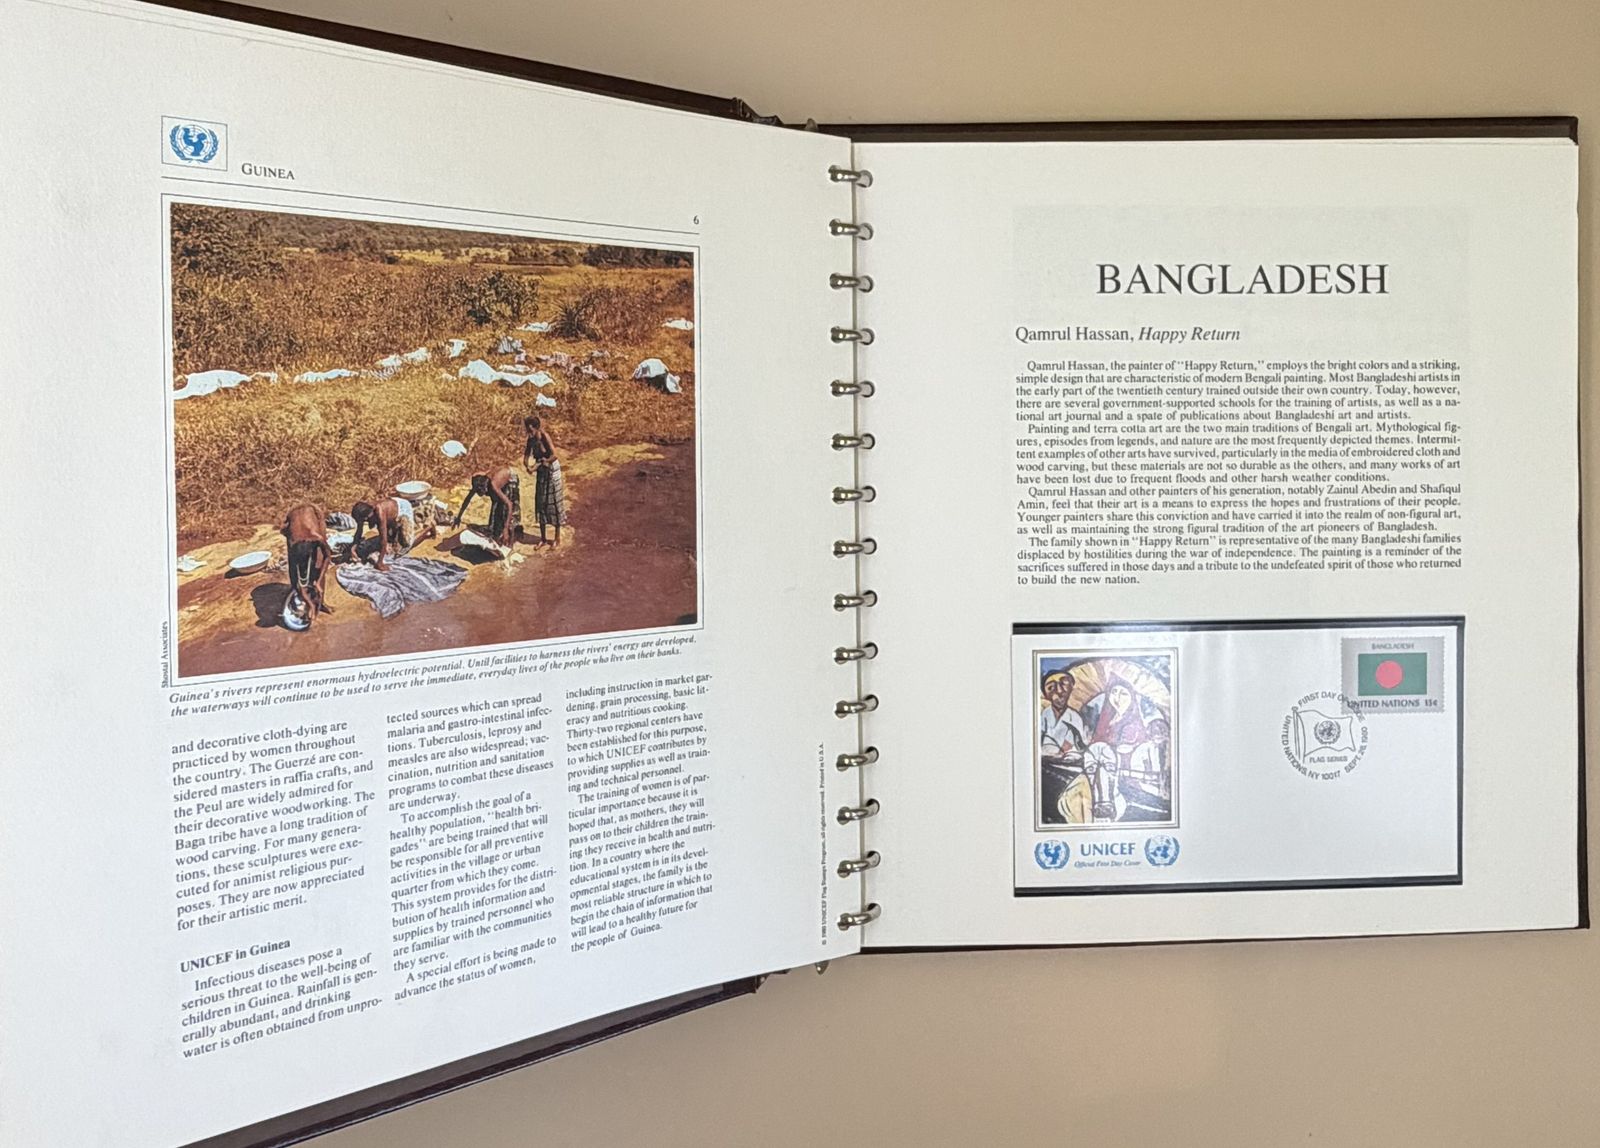 GUINEA
6
Shostal Associates
Guinea's rivers represent enormous hydroelectric potential. Until facilities to harness the rivers' energy are developed,
the waterways will continue to be used to serve the immediate, everyday lives of the people who live on their banks.
and decorative cloth-dying are
practiced by women throughout
the country. The Guerzé are con-
sidered masters in raffia crafts, and
the Peul are widely admired for
their decorative woodworking. The
Baga tribe have a long tradition of
wood carving. For many genera-
tions, these sculptures were exe-
cuted for animist religious pur-
poses. They are now appreciated
for their artistic merit.
UNICEF in Guinea
Infectious diseases pose a
serious threat to the well-being of
children in Guinea. Rainfall is gen-
erally abundant, and drinking
water is often obtained from unpro-
tected sources which can spread
malaria and gastro-intestinal infec-
tions. Tuberculosis, leprosy and
measles are also widespread; vac-
cination, nutrition and sanitation
programs to combat these diseases
are underway.
To accomplish the goal of a
healthy population, "health bri-
gades" are being trained that will
be responsible for all preventive
activities in the village or urban
quarter from which they come.
This system provides for the distri-
bution of health information and
supplies by trained personnel who
are familiar with the communities
they serve.
A special effort is being made to
advance the status of women,
including instruction in market gar-
dening, grain processing, basic lit-
eracy and nutritious cooking.
Thirty-two regional centers have
been established for this purpose,
to which UNICEF contributes by
providing supplies as well as train-
ing and technical personnel.
The training of women is of par-
ticular importance because it is
hoped that, as mothers, they will
pass on to their children the train-
ing they receive in health and nutri-
tion. In a country where the
educational system is in its devel-
opmental stages, the family is the
most reliable structure in which to
begin the chain of information that
will lead to a healthy future for
the people of Guinea.
UNICEF Flag Stamps Program, all rights reserved. Printed in U.S.A.
BANGLADESH
Qamrul Hassan, Happy Return
Qamrul Hassan, the painter of "Happy Return," employs the bright colors and a striking,
simple design that are characteristic of modern Bengali painting. Most Bangladeshi artists in
the early part of the twentieth century trained outside their own country. Today, however,
there are several government-supported schools for the training of artists, as well as a na-
tional art journal and a spate of publications about Bangladeshi art and artists.
Painting and terra cotta art are the two main traditions of Bengali art. Mythological fig-
ures, episodes from legends, and nature are the most frequently depicted themes. Intermit-
tent examples of other arts have survived, particularly in the media of embroidered cloth and
wood carving, but these materials are not so durable as the others, and many works of art
have been lost due to frequent floods and other harsh weather conditions.
Qamrul Hassan and other painters of his generation, notably Zainul Abedin and Shafiqul
Amin, feel that their art is a means to express the hopes and frustrations of their people.
Younger painters share this conviction and have carried it into the realm of non-figural art,
as well as maintaining the strong figural tradition of the art pioneers of Bangladesh.
The family shown in "Happy Return" is representative of the many Bangladeshi families
displaced by hostilities during the war of independence. The painting is a reminder of the
sacrifices suffered in those days and a tribute to the undefeated spirit of those who returned
to build the new nation.
BANGLADESH
UNITED NATIONS 15¢
FIRST DAY OF ISSUE
FLAG SERIES
UNITED NATIONS, NY 10017 SEPT. 26, 1980
UNICEF
Official First Day Cover